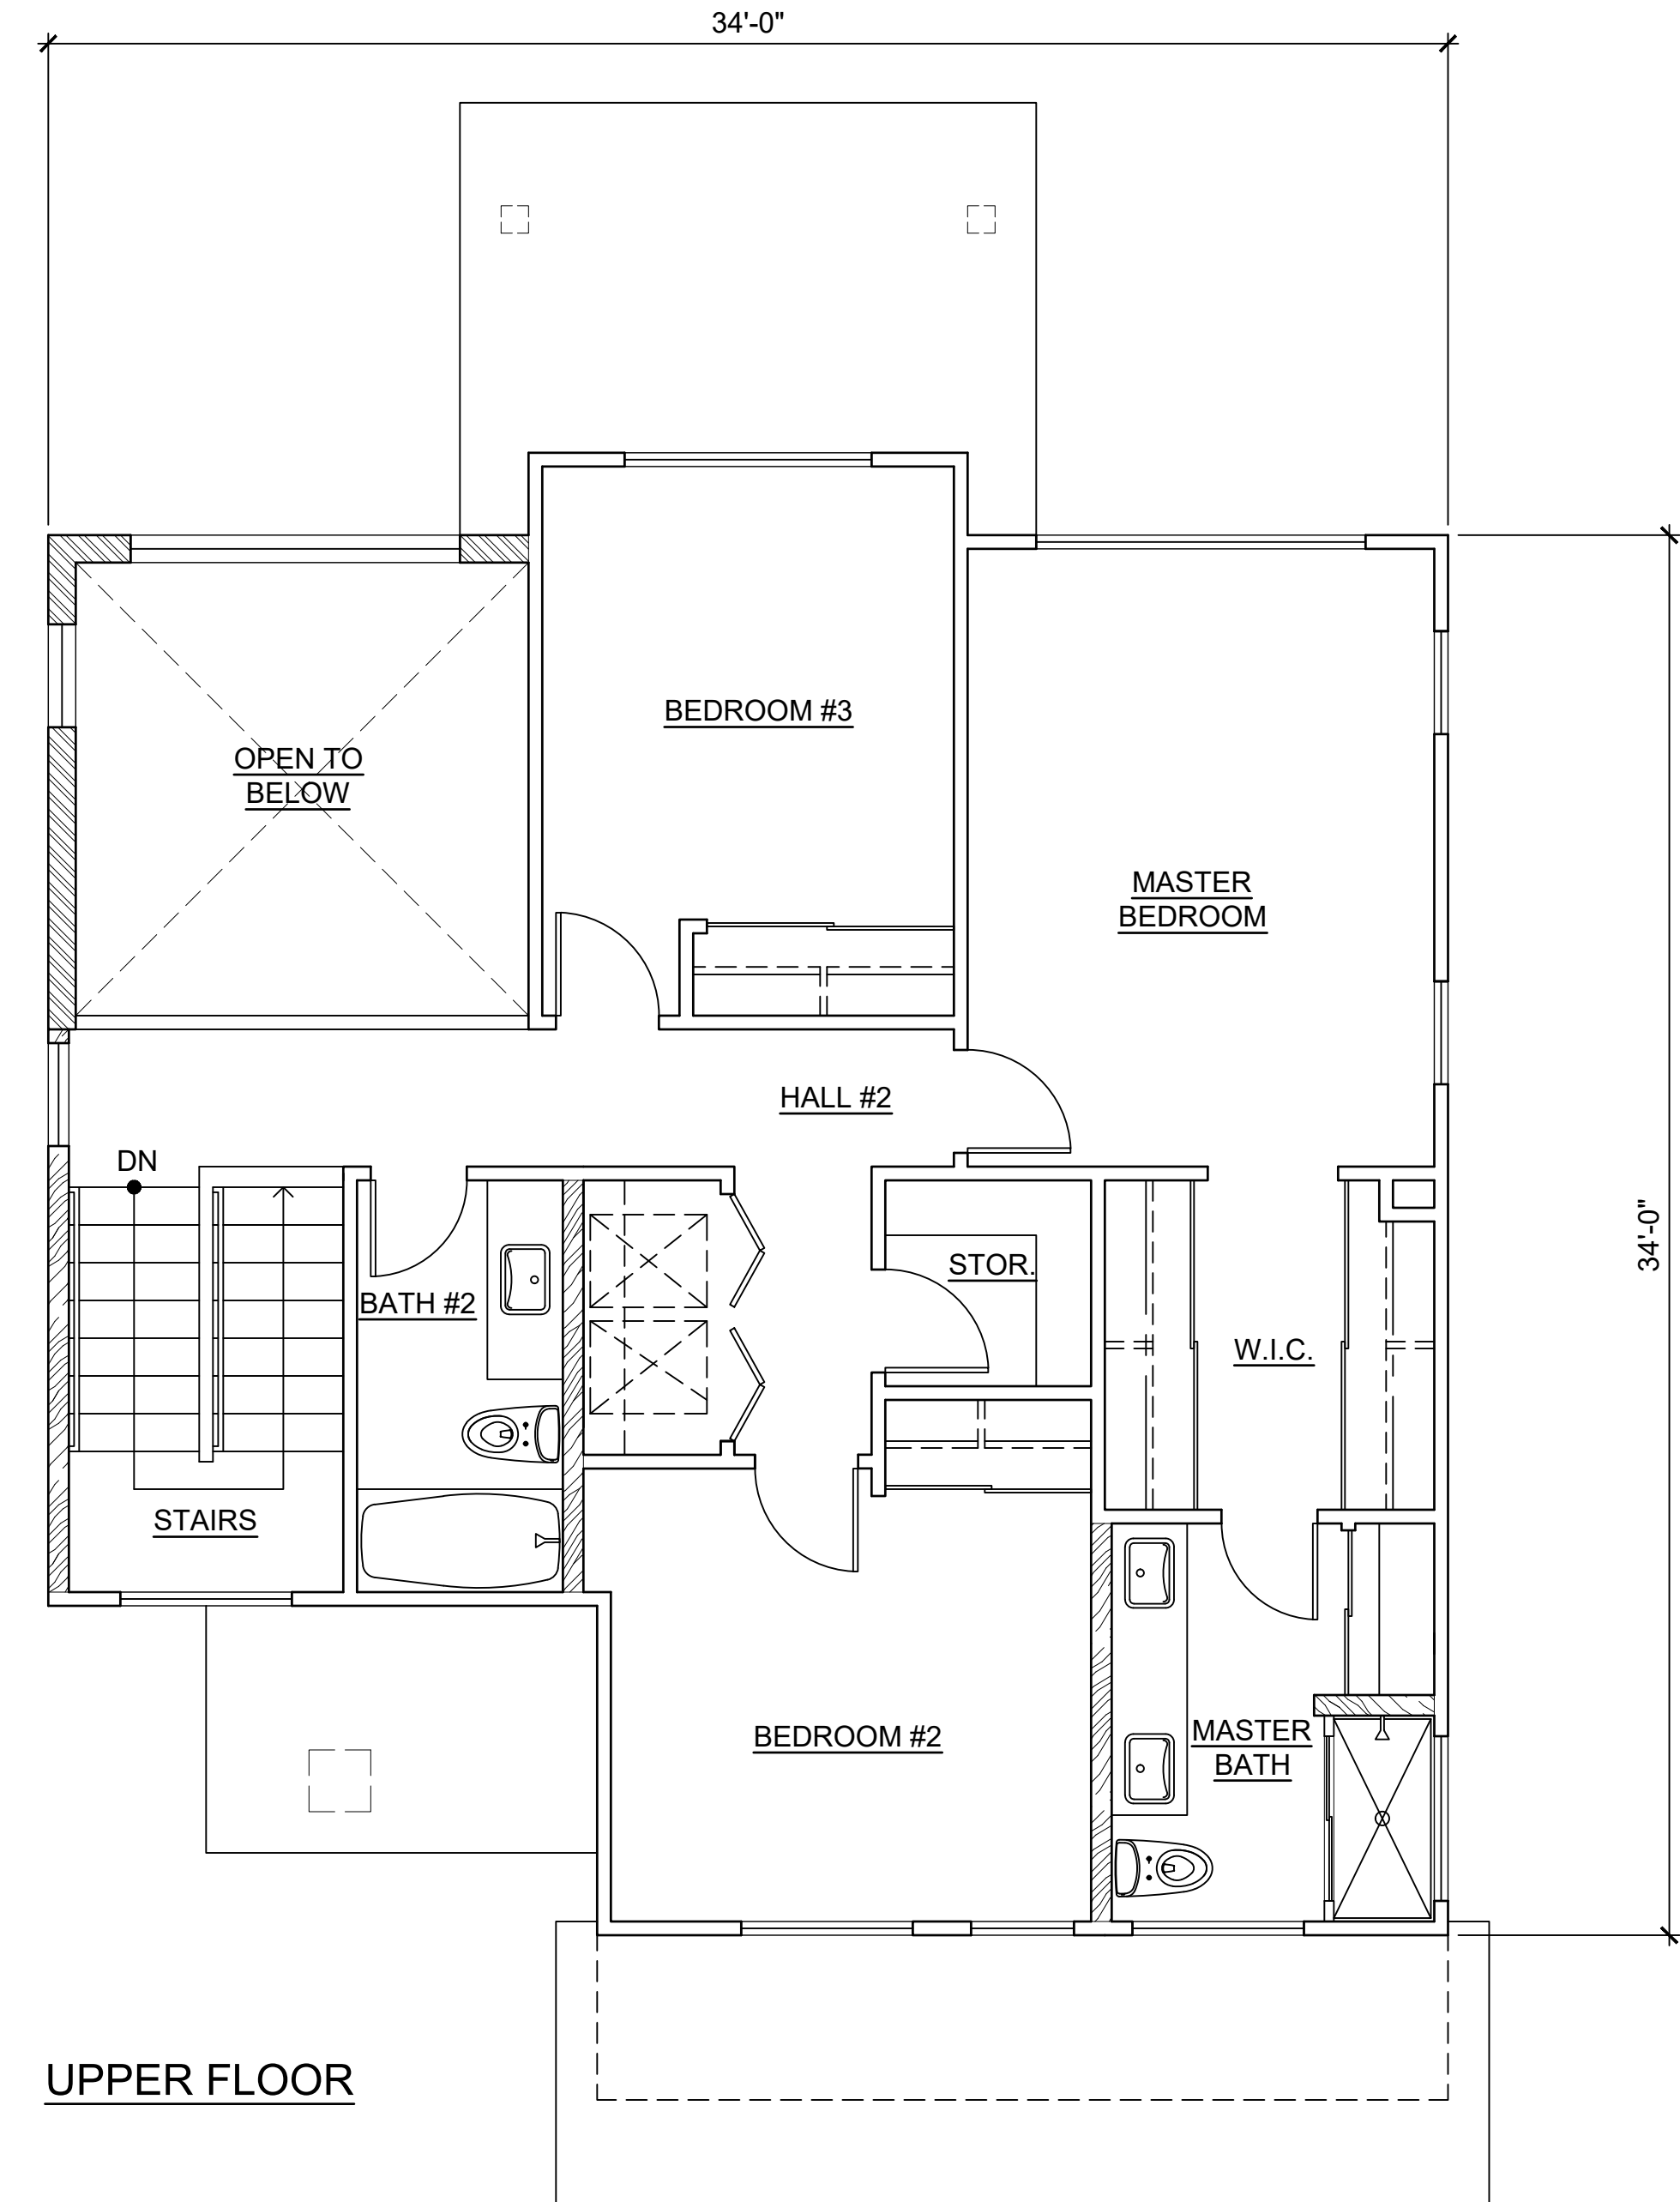 34'-0"
BEDROOM #3
OPEN TO
BELOW
MASTER
BEDROOM
HALL #2
DN
34'-0"
STOR.
BATH #2
W.I.C.
STAIRS
BEDROOM #2
MASTER
BATH
UPPER FLOOR